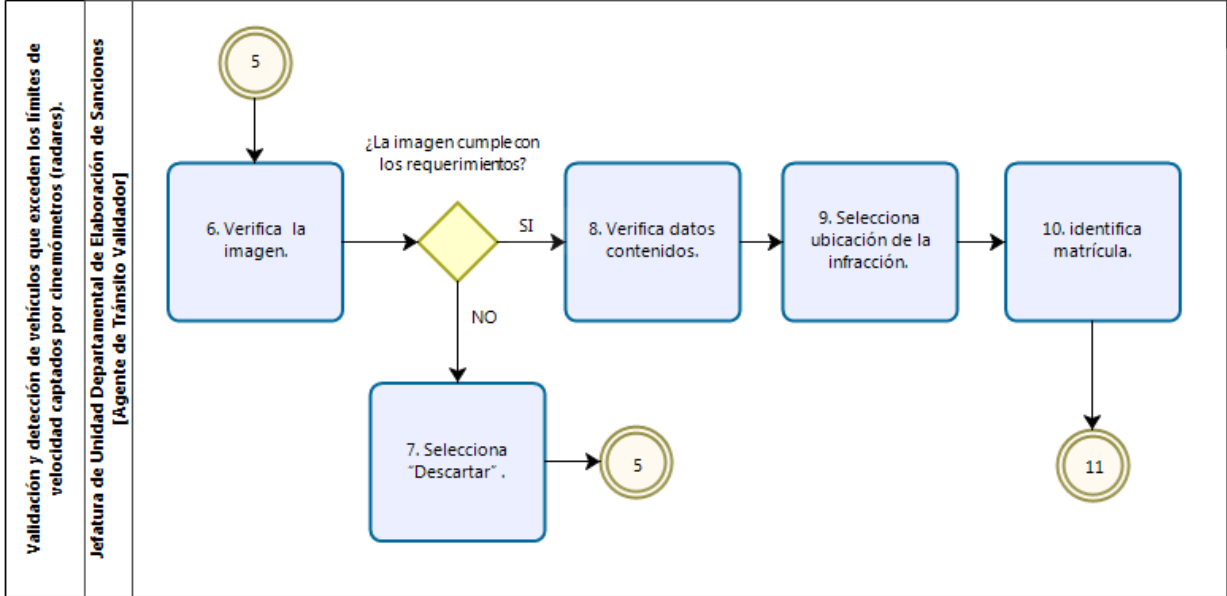 Validación y detección de vehículos que exceden los límites de
velocidad captados por cinemómetros (radares).
Jefatura de Unidad Departamental de Elaboración de Sanciones
[Agente de Tránsito Validador]
5
6. Verifica la
imagen.
¿La imagen cumple con
los requerimientos?
SI
NO
7. Selecciona
“Descartar” .
5
8. Verifica datos
contenidos.
9. Selecciona
ubicación de la
infracción.
10. identifica
matrícula.
11